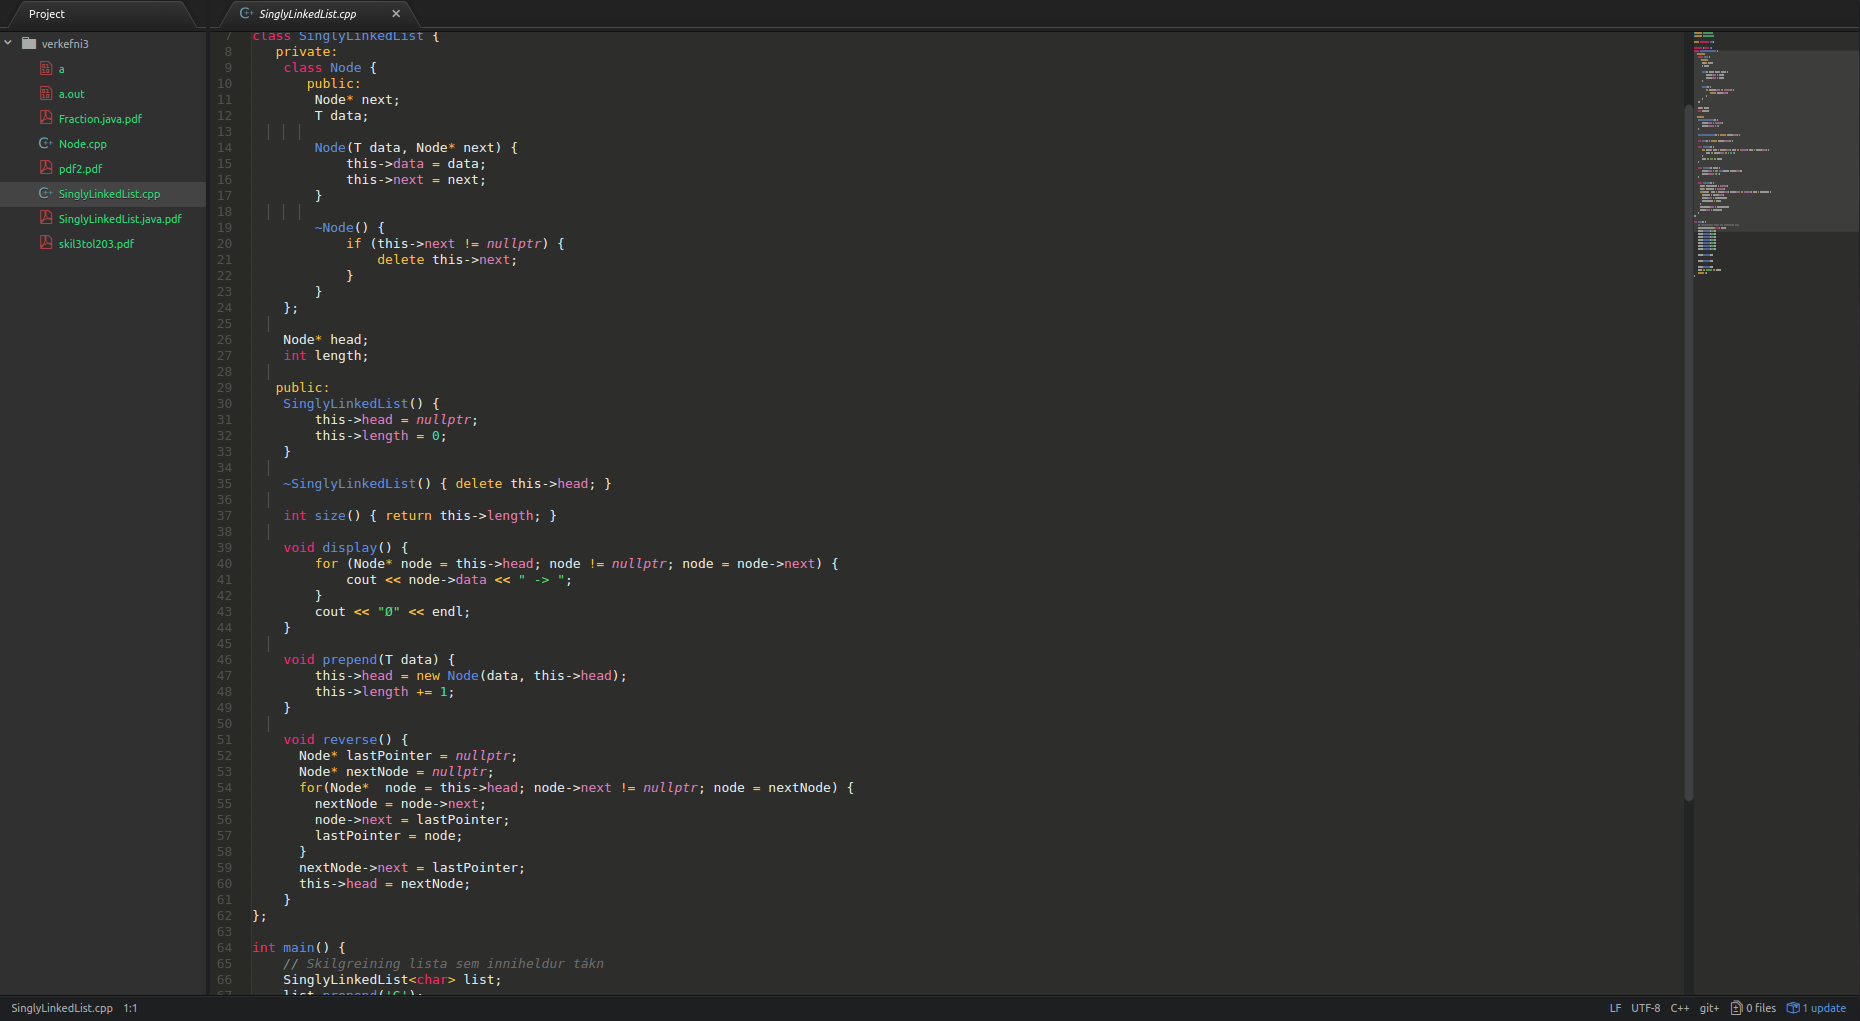 Project
SinglyLinkedList.cpp
verkefni3
a
a.out
Fraction.java.pdf
Node.cpp
pdf2.pdf
SinglyLinkedList.cpp
SinglyLinkedList.java.pdf
skil3tol203.pdf
7 class SinglyLinkedList {
8 private:
9 class Node {
10 public:
11 Node* next;
12 T data;
13
14 Node(T data, Node* next) {
15 this->data = data;
16 this->next = next;
17 }
18
19 ~Node() {
20 if (this->next != nullptr) {
21 delete this->next;
22 }
23 }
24 };
25
26 Node* head;
27 int length;
28
29 public:
30 SinglyLinkedList() {
31 this->head = nullptr;
32 this->length = 0;
33 }
34
35 ~SinglyLinkedList() { delete this->head; }
36
37 int size() { return this->length; }
38
39 void display() {
40 for (Node* node = this->head; node != nullptr; node = node->next) {
41 cout << node->data << " -> ";
42 }
43 cout << "Ø" << endl;
44 }
45
46 void prepend(T data) {
47 this->head = new Node(data, this->head);
48 this->length += 1;
49 }
50
51 void reverse() {
52 Node* lastPointer = nullptr;
53 Node* nextNode = nullptr;
54 for(Node*  node = this->head; node->next != nullptr; node = nextNode) {
55 nextNode = node->next;
56 node->next = lastPointer;
57 lastPointer = node;
58 }
59 nextNode->next = lastPointer;
60 this->head = nextNode;
61 }
62 };
63
64 int main() {
65 // Skilgreining lista sem inniheldur tákn
66 SinglyLinkedList<char> list;
67 list.prepend('G');
SinglyLinkedList.cpp 1:1
LF UTF-8 C++ git+ 0 files 1 update